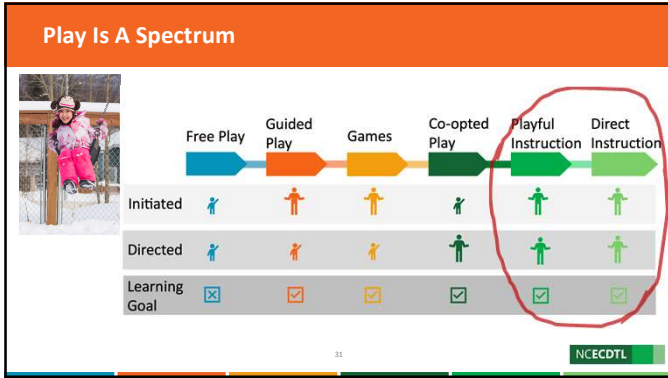 Play Is A Spectrum
Free Play
Guided
Play
Games
Co-opted
Play
Playful
Instruction
Direct
Instruction
Initiated
Directed
Learning
Goal
31
NCECDTL